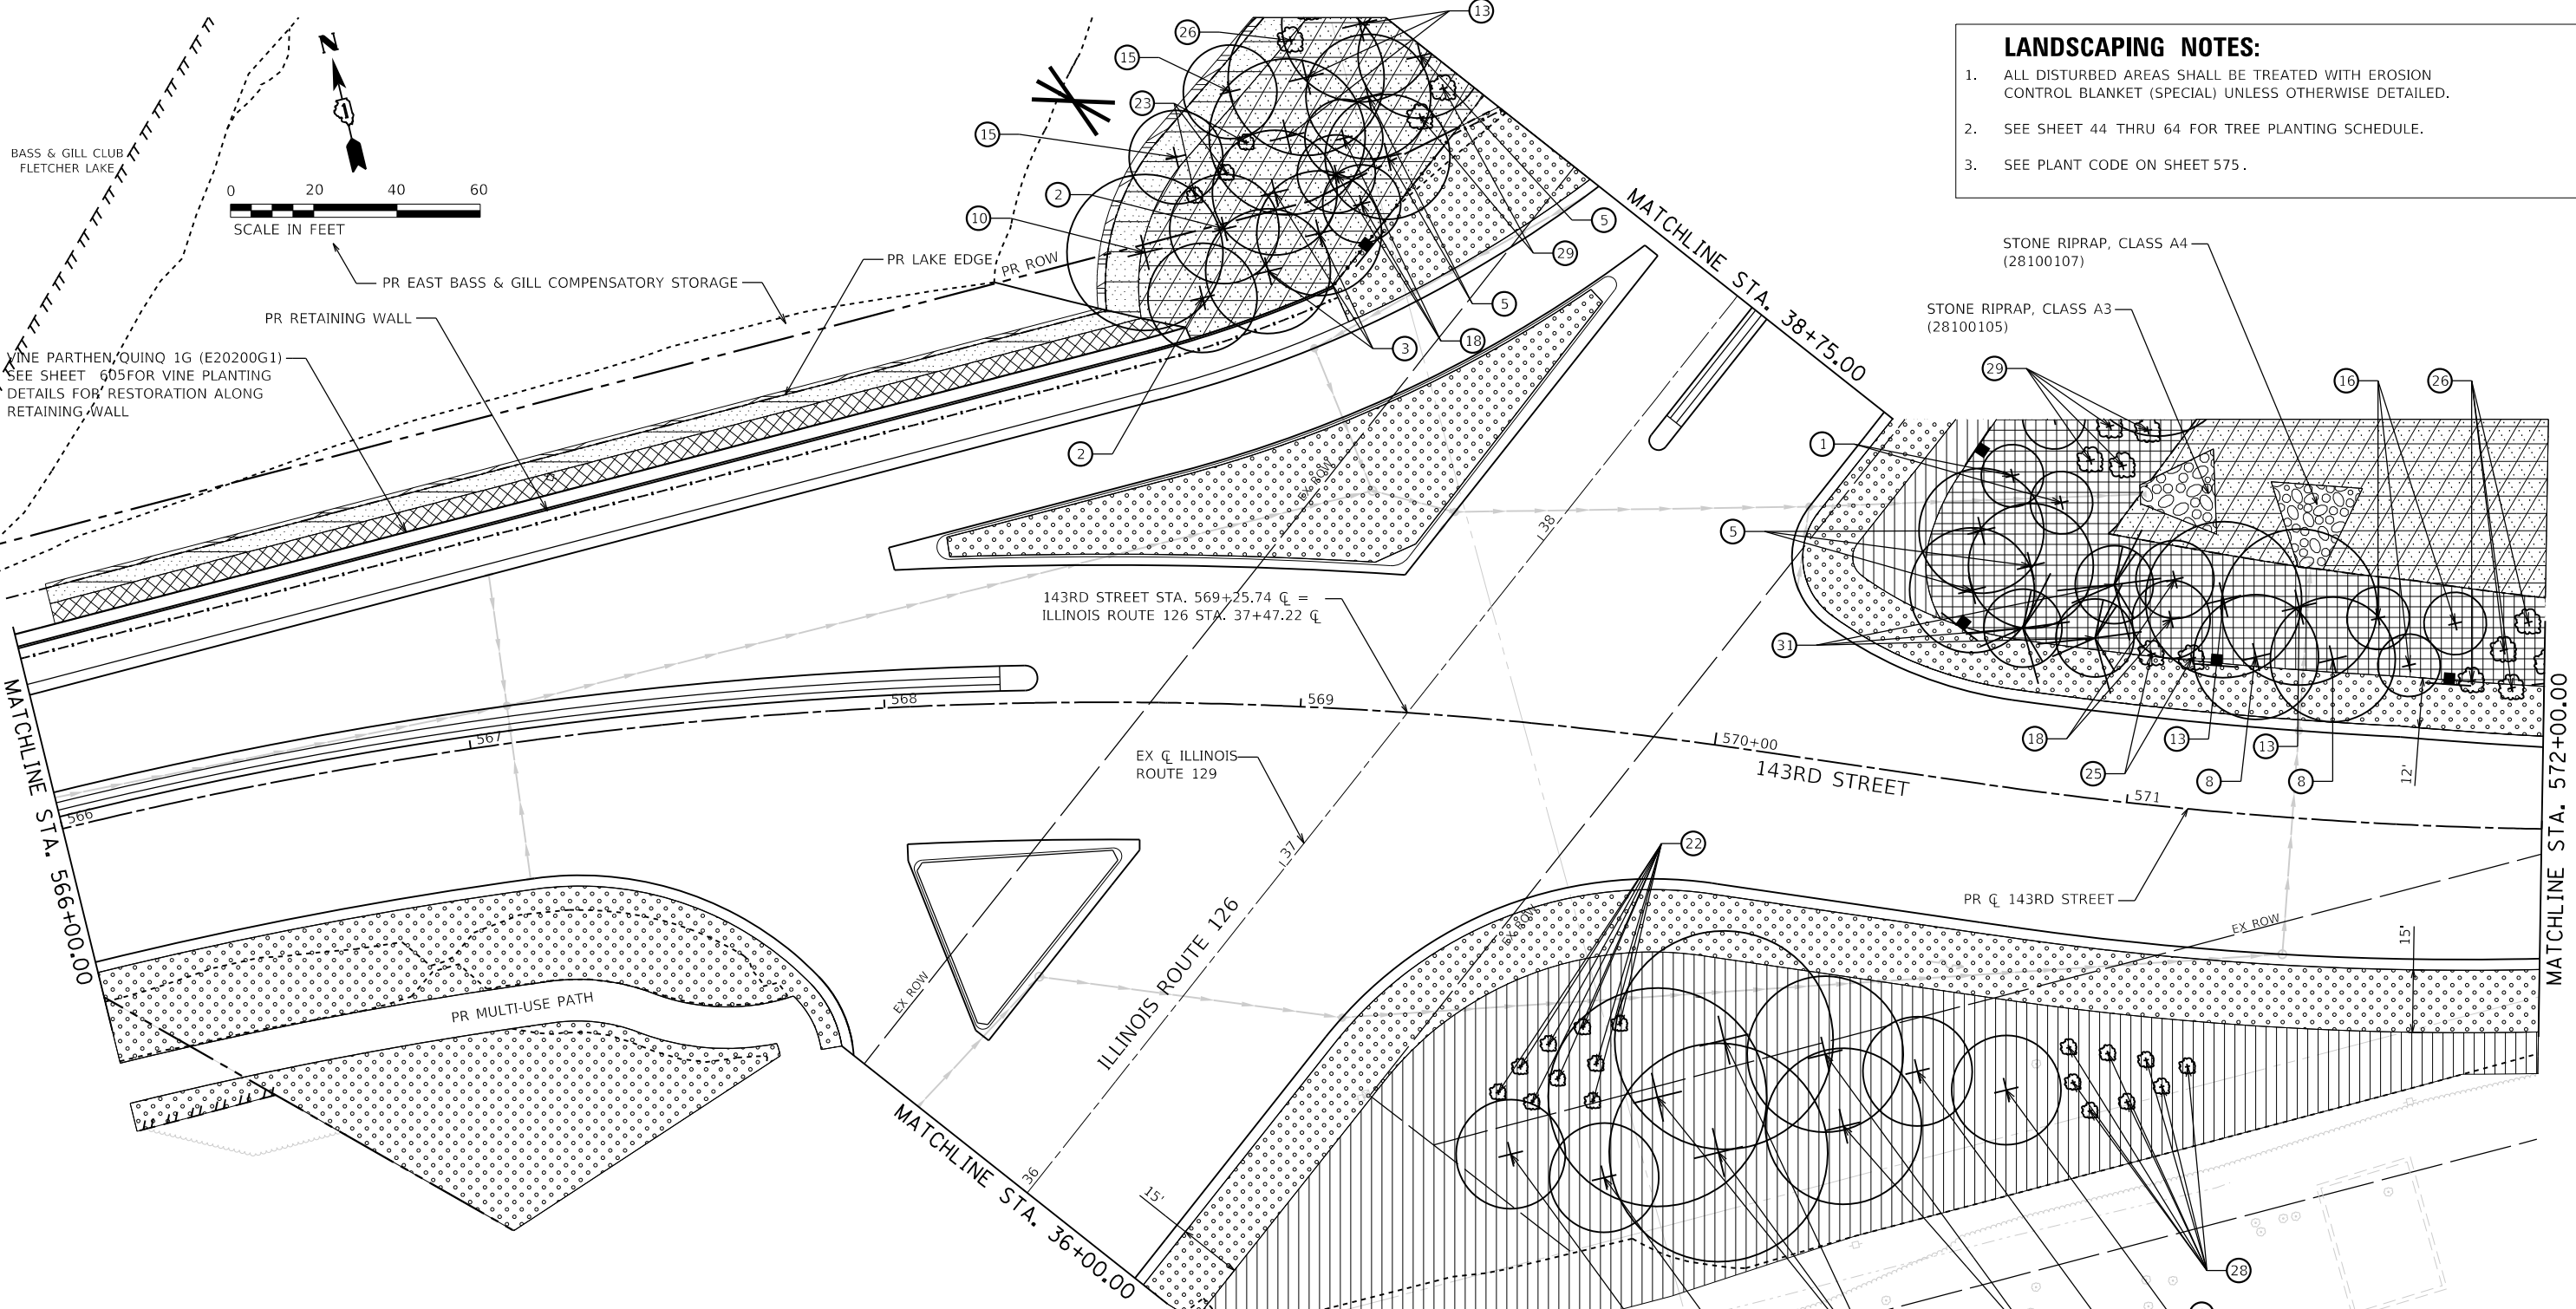 LANDSCAPING NOTES:
1. ALL DISTURBED AREAS SHALL BE TREATED WITH EROSION
CONTROL BLANKET (SPECIAL) UNLESS OTHERWISE DETAILED.
2. SEE SHEET 44 THRU 64 FOR TREE PLANTING SCHEDULE.
3. SEE PLANT CODE ON SHEET 575.
N
BASS & GILL CLUB
FLETCHER LAKE
0 20 40 60
SCALE IN FEET
PR EAST BASS & GILL COMPENSATORY STORAGE
PR LAKE EDGE
PR ROW
PR RETAINING WALL
VINE PARTHEN QUINQ 1G (E20200G1)
SEE SHEET 605 FOR VINE PLANTING
DETAILS FOR RESTORATION ALONG
RETAINING WALL
13
26
15
23
15
2
10
5
29
5
18
3
2
MATCHLINE STA. 38+75.00
STONE RIPRAP, CLASS A4
(28100107)
STONE RIPRAP, CLASS A3
(28100105)
29
16
26
1
5
31
18
13
13
25
8
8
12'
EX ROW
38
143RD STREET STA. 569+25.74 ℄ =
ILLINOIS ROUTE 126 STA. 37+47.22 ℄
566
567
568
569
570+00
571
143RD STREET
EX ℄ ILLINOIS
ROUTE 129
37
MATCHLINE STA. 566+00.00
MATCHLINE STA. 572+00.00
PR ℄ 143RD STREET
EX ROW
15'
22
EX ROW
EX ROW
ILLINOIS ROUTE 126
PR MULTI-USE PATH
36
MATCHLINE STA. 36+00.00
15'
28